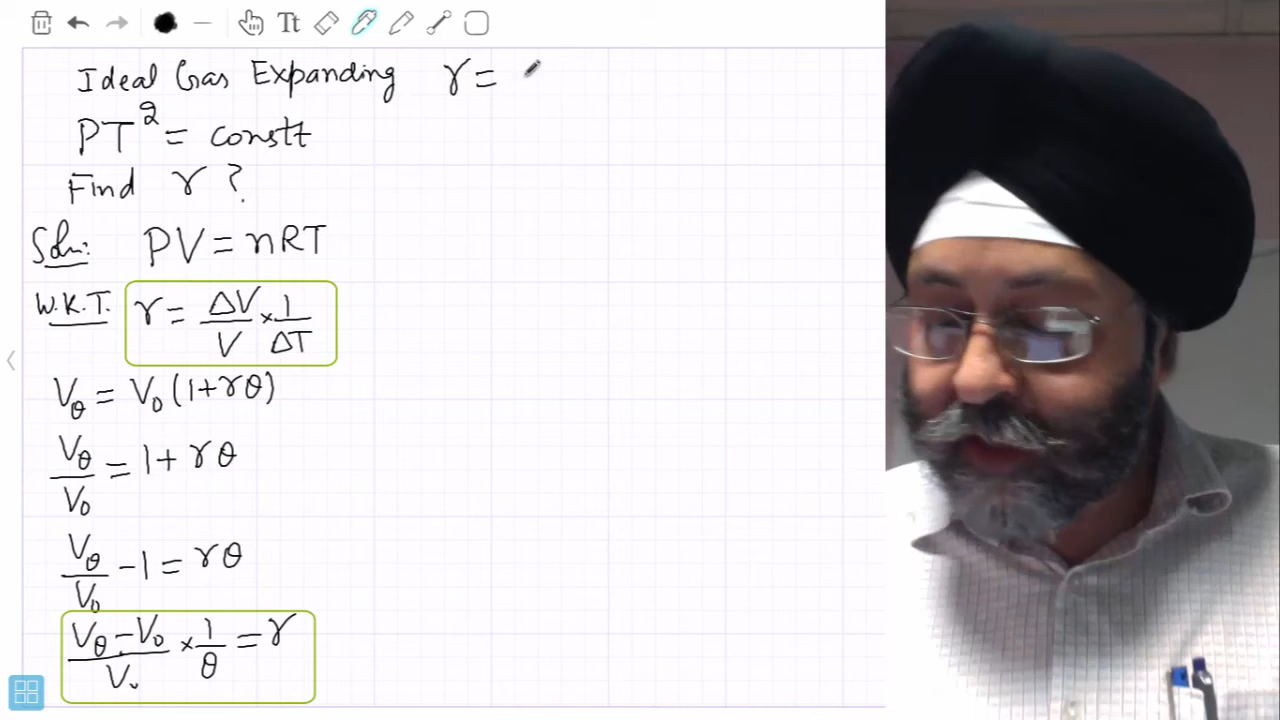 Ideal Gas Expanding γ =
PT² = constt
Find γ ?
Soln: PV = nRT
W.K.T. γ = ΔV/V × 1/ΔT
Vθ = V₀(1+γθ)
Vθ/V₀ = 1+ γθ
Vθ/V₀ - 1 = γθ
Vθ - V₀/V₀ × 1/θ = γ
Tt